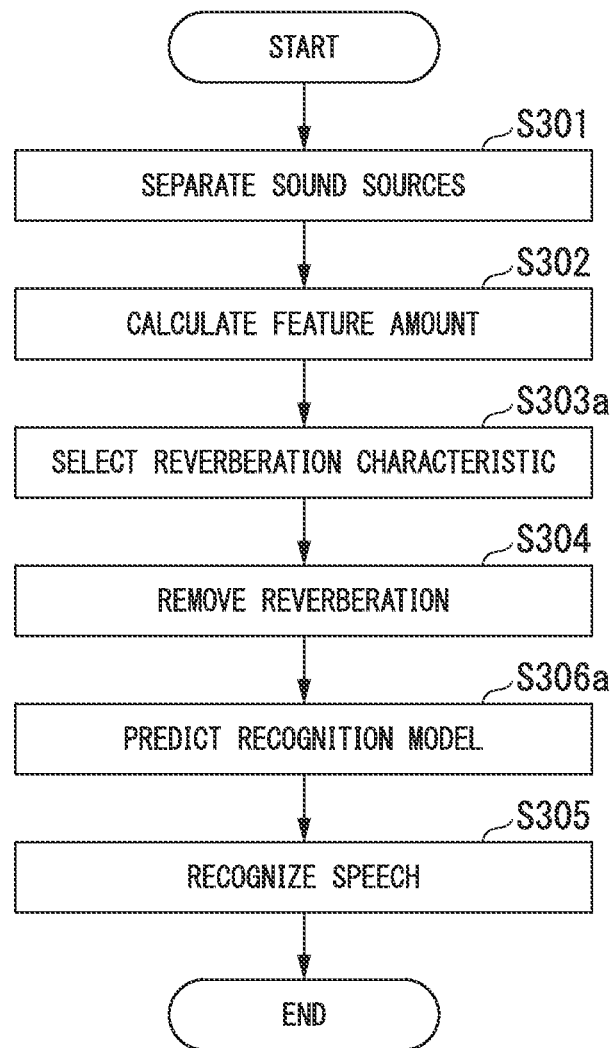 START
S301
SEPARATE SOUND SOURCES
S302
CALCULATE FEATURE AMOUNT
S303a
SELECT REVERBERATION CHARACTERISTIC
S304
REMOVE REVERBERATION
S306a
PREDICT RECOGNITION MODEL
S305
RECOGNIZE SPEECH
END